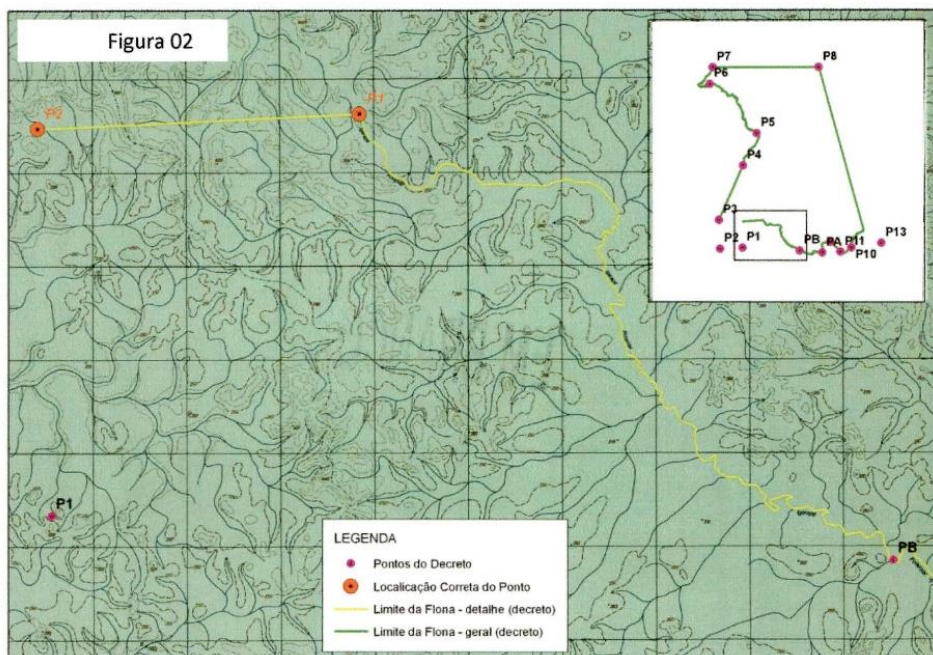 Figura 02
P7
P8
P6
P5
P4
P3
P2
P1
PB
PA
P11
P10
P13
P2
P1
P1
PB
LEGENDA
Pontos do Decreto
Localicação Correta do Ponto
Limite da Flona - detalhe (decreto)
Limite da Flona - geral (decreto)